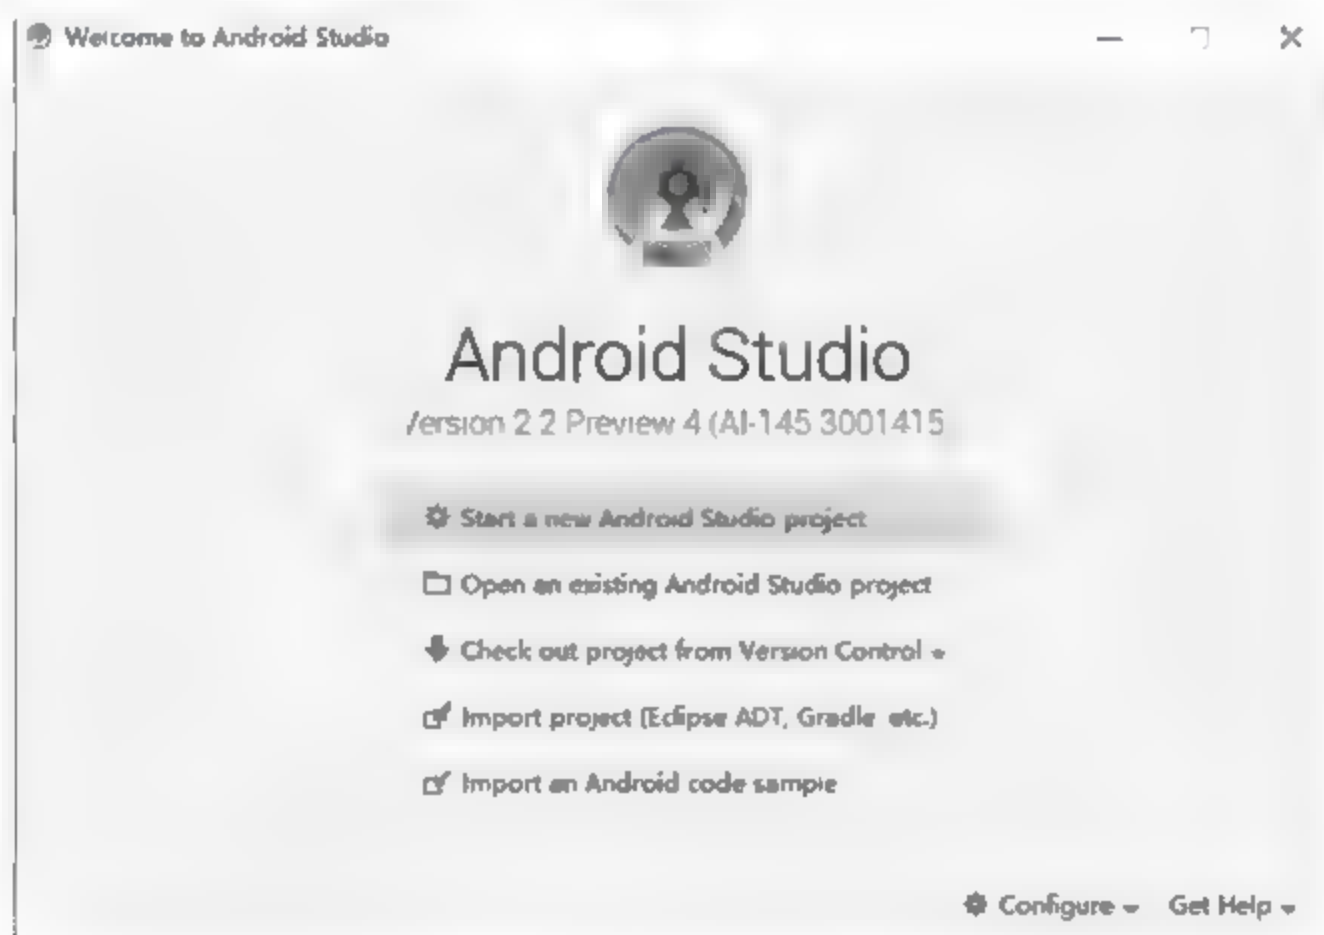 Welcome to Android Studio
Android Studio
Version 2.2 Preview 4 (AI-145.3001415
Start a new Android Studio project
Open an existing Android Studio project
Check out project from Version Control
Import project (Eclipse ADT, Gradle, etc.)
Import an Android code sample
Configure
Get Help